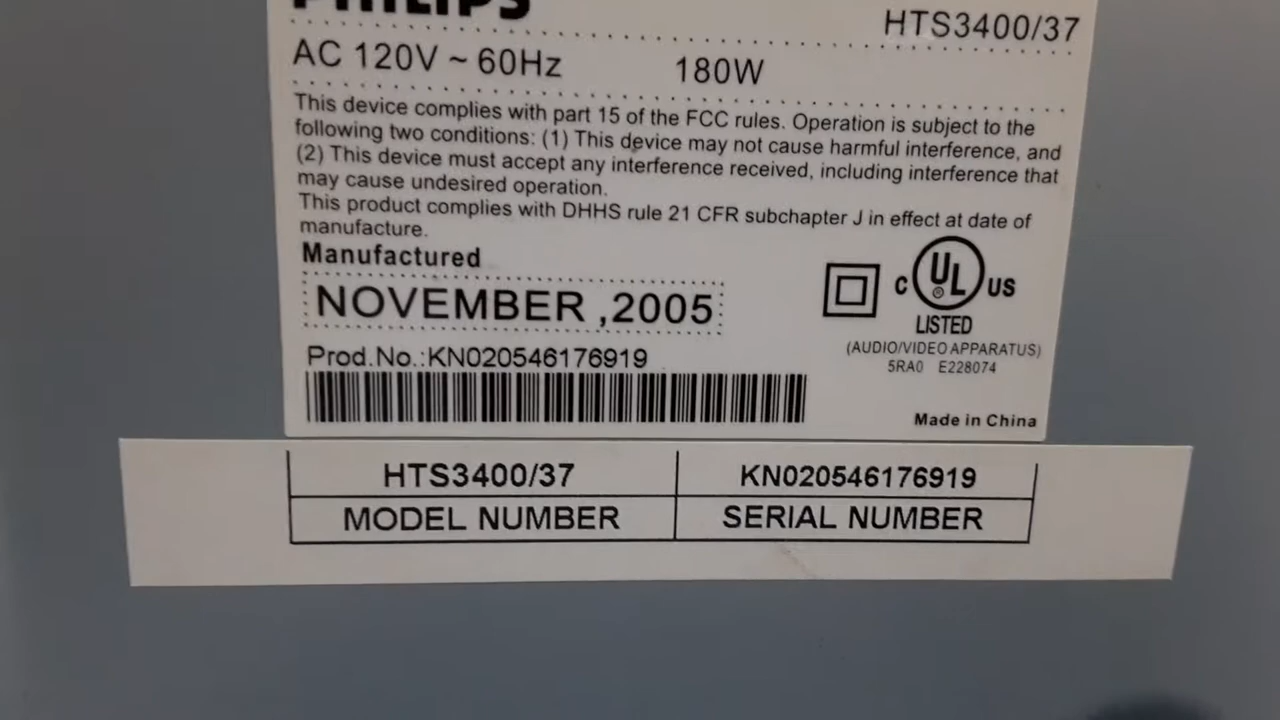 PHILIPS
HTS3400/37
AC 120V ~ 60Hz 180W
This device complies with part 15 of the FCC rules. Operation is subject to the
following two conditions: (1) This device may not cause harmful interference, and
(2) This device must accept any interference received, including interference that
may cause undesired operation.
This product complies with DHHS rule 21 CFR subchapter J in effect at date of
manufacture.
Manufactured
NOVEMBER ,2005
C UL ® US
LISTED
(AUDIO/VIDEO APPARATUS)
5RA0 E228074
Prod.No.:KN020546176919
Made in China
HTS3400/37 KN020546176919
MODEL NUMBER SERIAL NUMBER